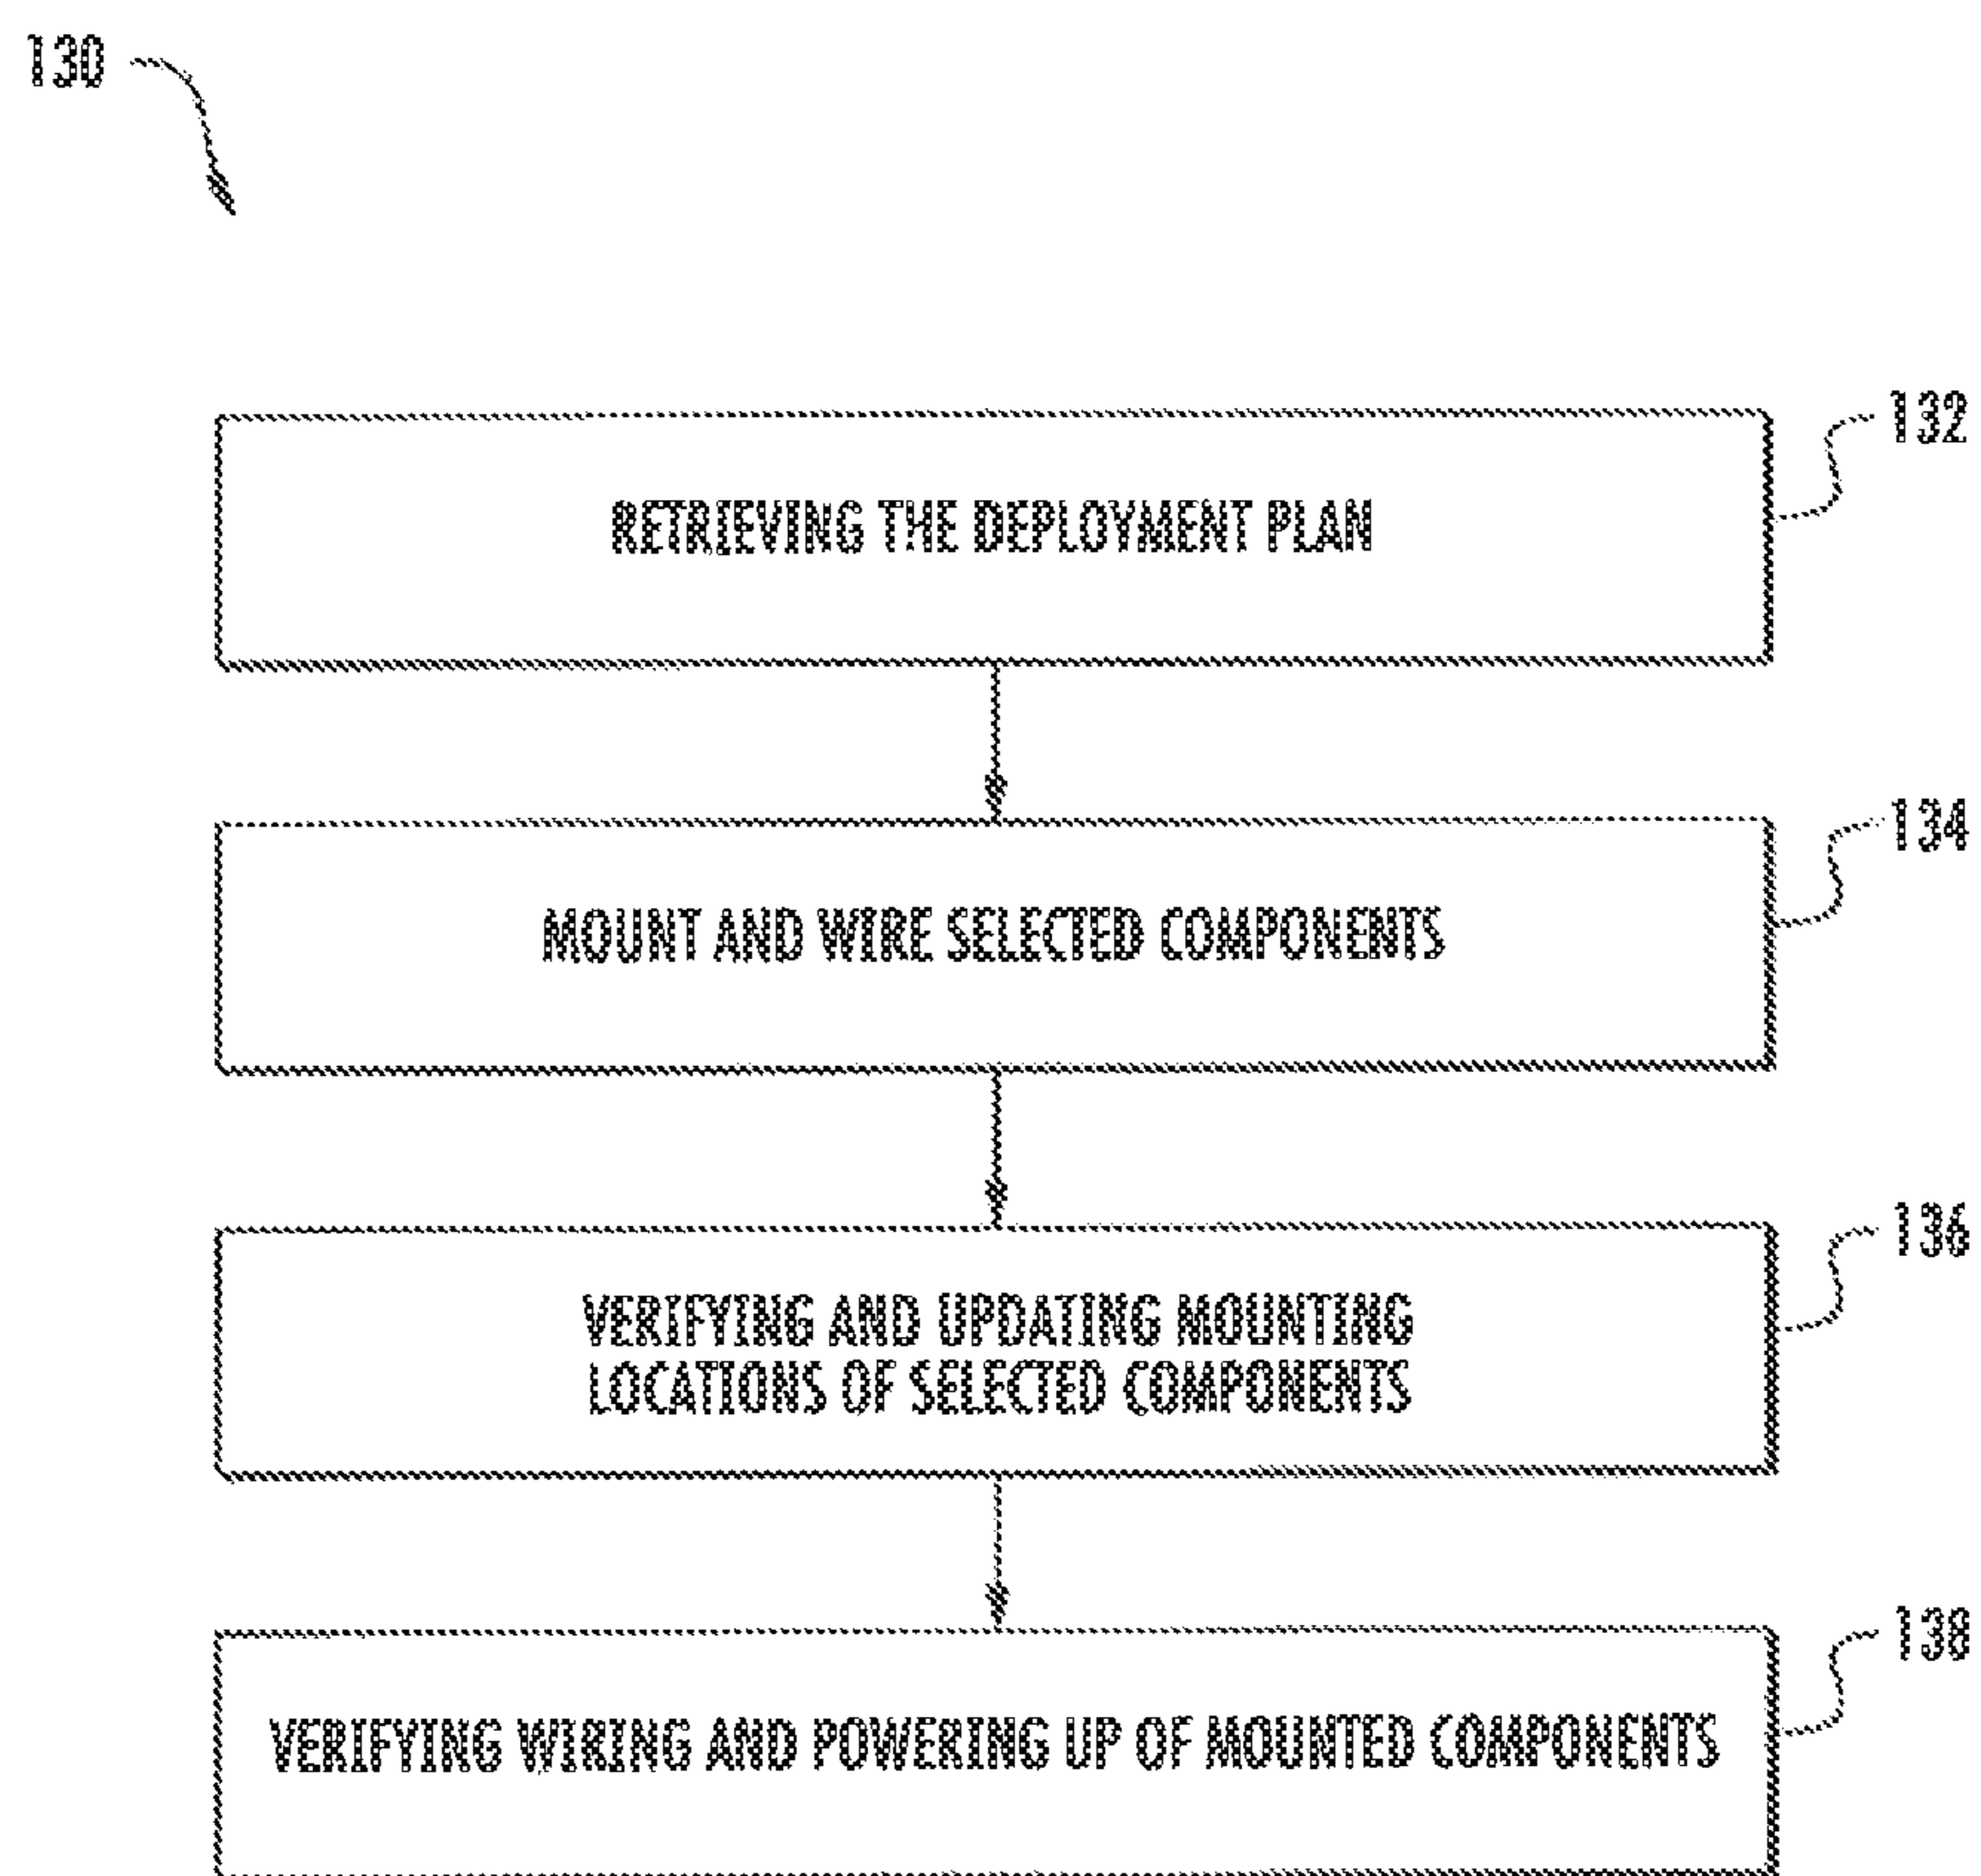 130
132
RETRIEVING THE DEPLOYMENT PLAN
134
MOUNT AND WIRE SELECTED COMPONENTS
136
VERIFYING AND UPDATING MOUNTING
LOCATIONS OF SELECTED COMPONENTS
138
VERIFYING WIRING AND POWERING UP OF MOUNTED COMPONENTS